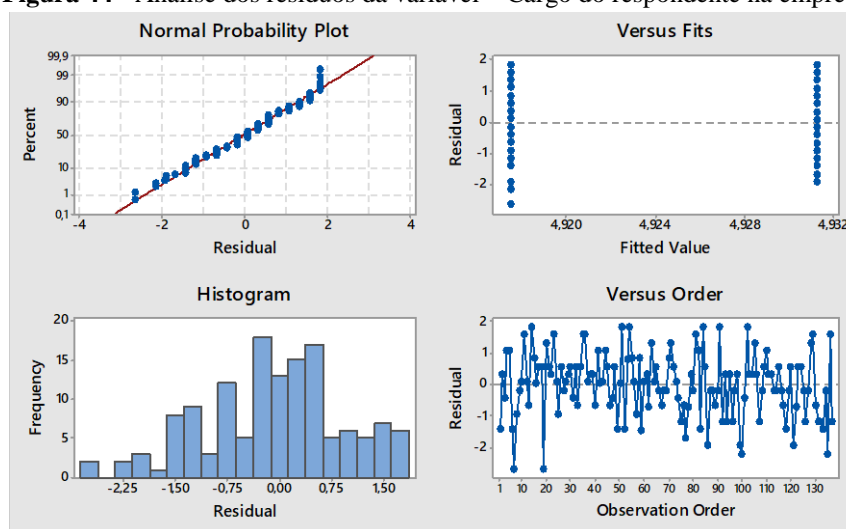 Figura 44 - Análise dos resíduos da variável – Cargo do respondente na empre
Normal Probability Plot
99,9
99
90
50
10
1
0,1
Percent
-4 -2 0 2 4
Residual
Versus Fits
2
1
0
-1
-2
Residual
4,920 4,924 4,928 4,932
Fitted Value
Histogram
20
15
10
5
0
Frequency
-2,25 -1,50 -0,75 0,00 0,75 1,50
Residual
Versus Order
2
1
0
-1
-2
Residual
1 10 20 30 40 50 60 70 80 90 100 110 120 130
Observation Order